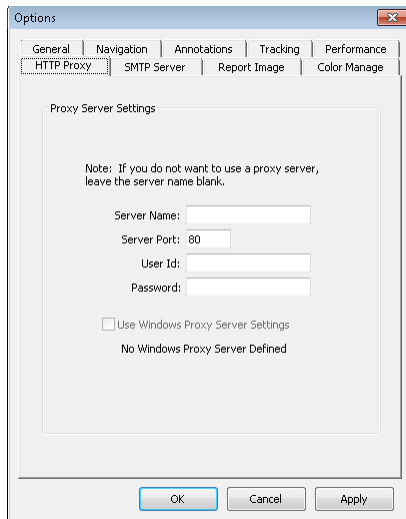 Options
General
Navigation
Annotations
Tracking
Performance
HTTP Proxy
SMTP Server
Report Image
Color Manage
Proxy Server Settings
Note: If you do not want to use a proxy server,
leave the server name blank.
Server Name:
Server Port: 80
User Id:
Password:
Use Windows Proxy Server Settings
No Windows Proxy Server Defined
OK
Cancel
Apply